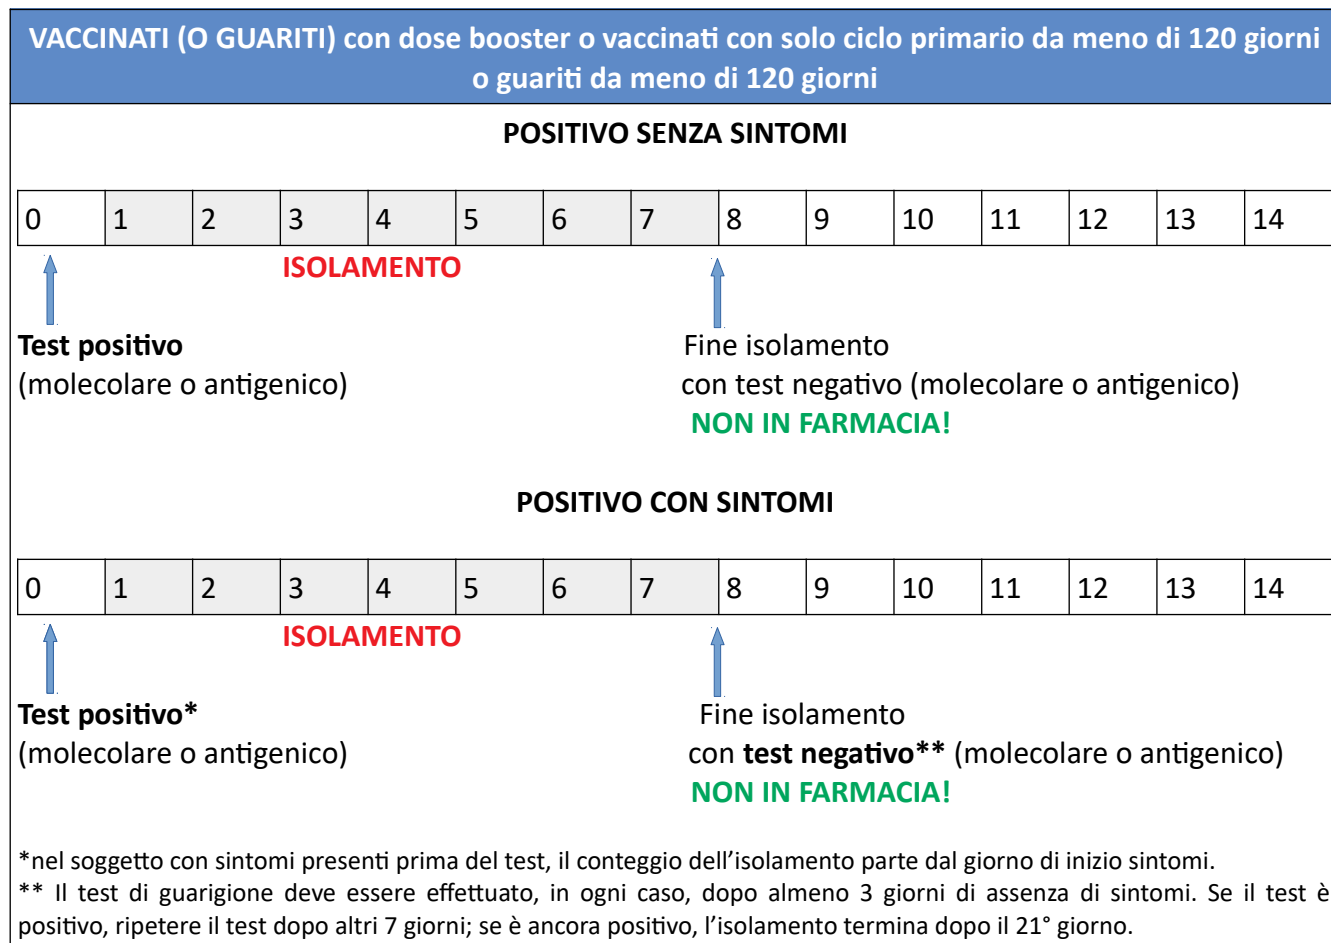 VACCINATI (O GUARITI) con dose booster o vaccinati con solo ciclo primario da meno di 120 giorni
o guariti da meno di 120 giorni
POSITIVO SENZA SINTOMI
0 1 2 3 4 5 6 7 8 9 10 11 12 13 14
ISOLAMENTO
Test positivo Fine isolamento
(molecolare o antigenico) con test negativo (molecolare o antigenico)
NON IN FARMACIA!
POSITIVO CON SINTOMI
0 1 2 3 4 5 6 7 8 9 10 11 12 13 14
ISOLAMENTO
Test positivo* Fine isolamento
(molecolare o antigenico) con test negativo** (molecolare o antigenico)
NON IN FARMACIA!
*nel soggetto con sintomi presenti prima del test, il conteggio dell’isolamento parte dal giorno di inizio sintomi.
** Il test di guarigione deve essere effettuato, in ogni caso, dopo almeno 3 giorni di assenza di sintomi. Se il test è
positivo, ripetere il test dopo altri 7 giorni; se è ancora positivo, l’isolamento termina dopo il 21° giorno.